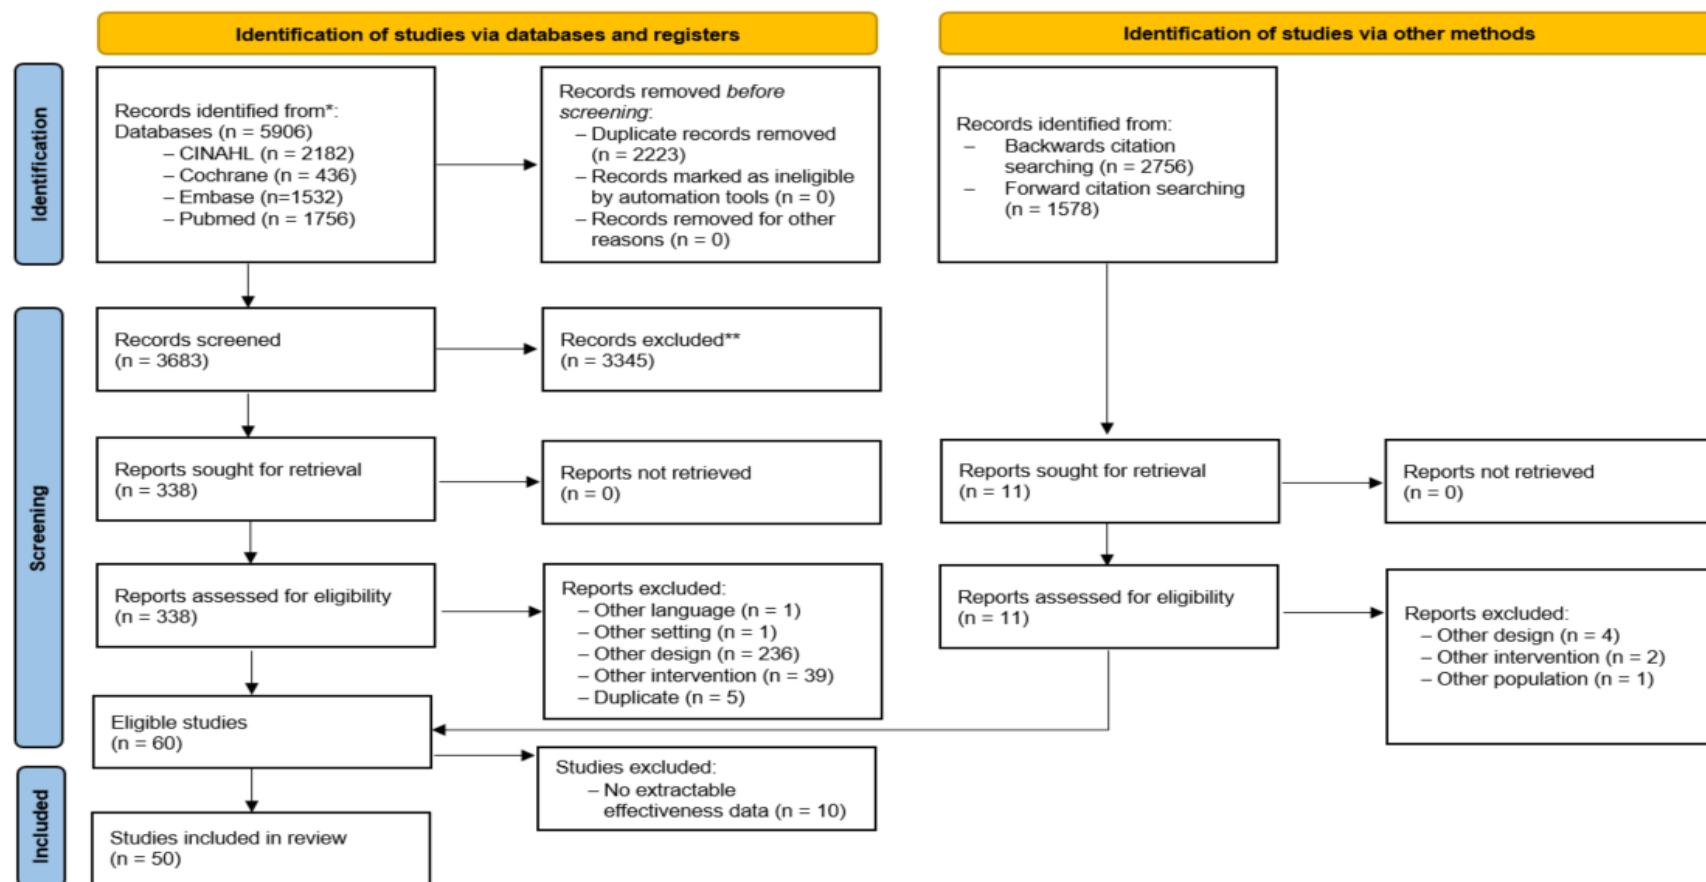 Identification of studies via databases and registers
Identification of studies via other methods
Identification
Records identified from*:
Databases (n = 5906)
– CINAHL (n = 2182)
– Cochrane (n = 436)
– Embase (n=1532)
– Pubmed (n = 1756)
Records removed before
screening:
– Duplicate records removed
(n = 2223)
– Records marked as ineligible
by automation tools (n = 0)
– Records removed for other
reasons (n = 0)
Records identified from:
– Backwards citation
searching (n = 2756)
– Forward citation searching
(n = 1578)
Screening
Records screened
(n = 3683)
Records excluded**
(n = 3345)
Reports sought for retrieval
(n = 338)
Reports not retrieved
(n = 0)
Reports sought for retrieval
(n = 11)
Reports not retrieved
(n = 0)
Reports assessed for eligibility
(n = 338)
Reports excluded:
– Other language (n = 1)
– Other setting (n = 1)
– Other design (n = 236)
– Other intervention (n = 39)
– Duplicate (n = 5)
Reports assessed for eligibility
(n = 11)
Reports excluded:
– Other design (n = 4)
– Other intervention (n = 2)
– Other population (n = 1)
Eligible studies
(n = 60)
Studies excluded:
– No extractable
effectiveness data (n = 10)
Included
Studies included in review
(n = 50)